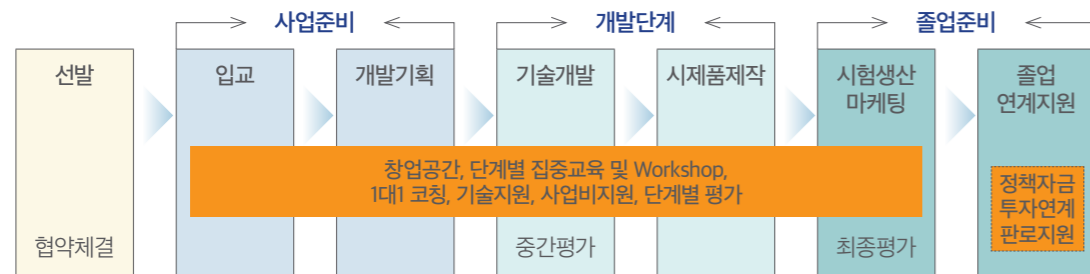 사업준비
개발단계
졸업준비
선발
입교
개발기획
기술개발
시제품제작
시험생산
마케팅
졸업
연계지원
창업공간, 단계별 집중교육 및 Workshop,
1대1 코칭, 기술지원, 사업비지원, 단계별 평가
정책자금
투자연계
판로지원
협약체결
중간평가
최종평가